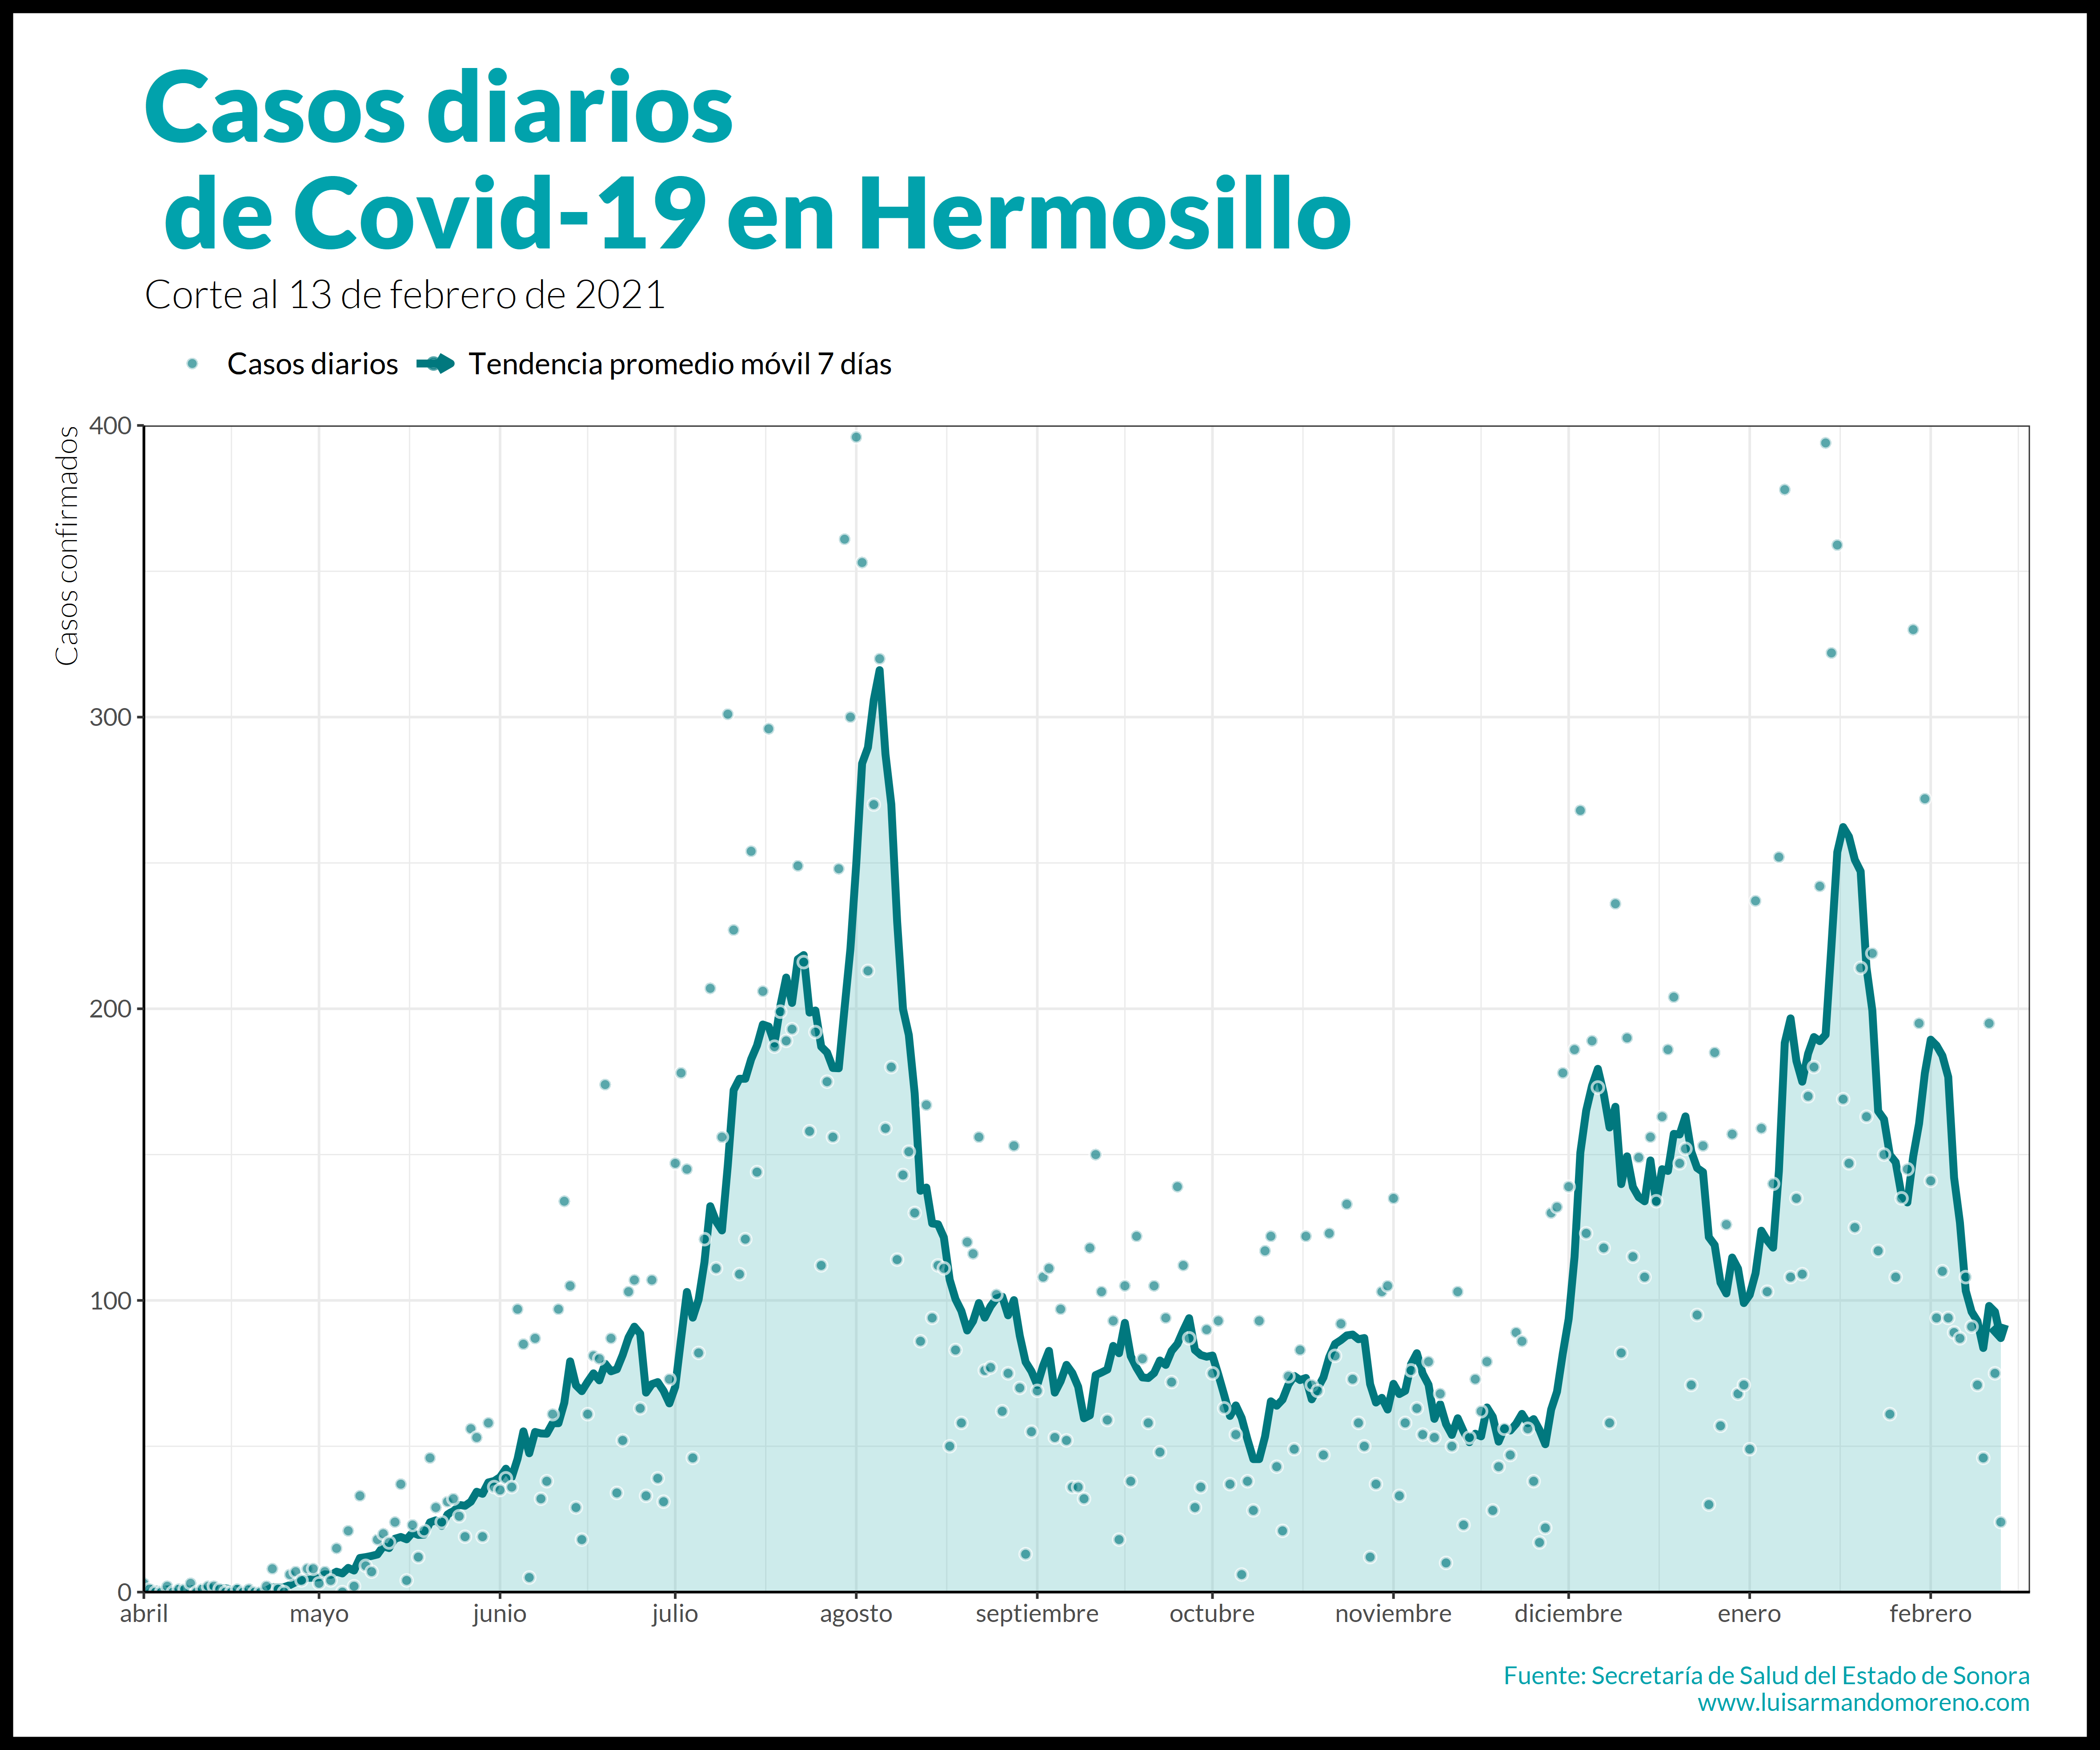 Casos diarios
de Covid-19 en Hermosillo
Corte al 13 de febrero de 2021
Casos diarios Tendencia promedio móvil 7 días
Casos confirmados
400
300
200
100
0
abril mayo junio julio agosto septiembre octubre noviembre diciembre enero febrero
Fuente: Secretaría de Salud del Estado de Sonora
www.luisarmandomoreno.com